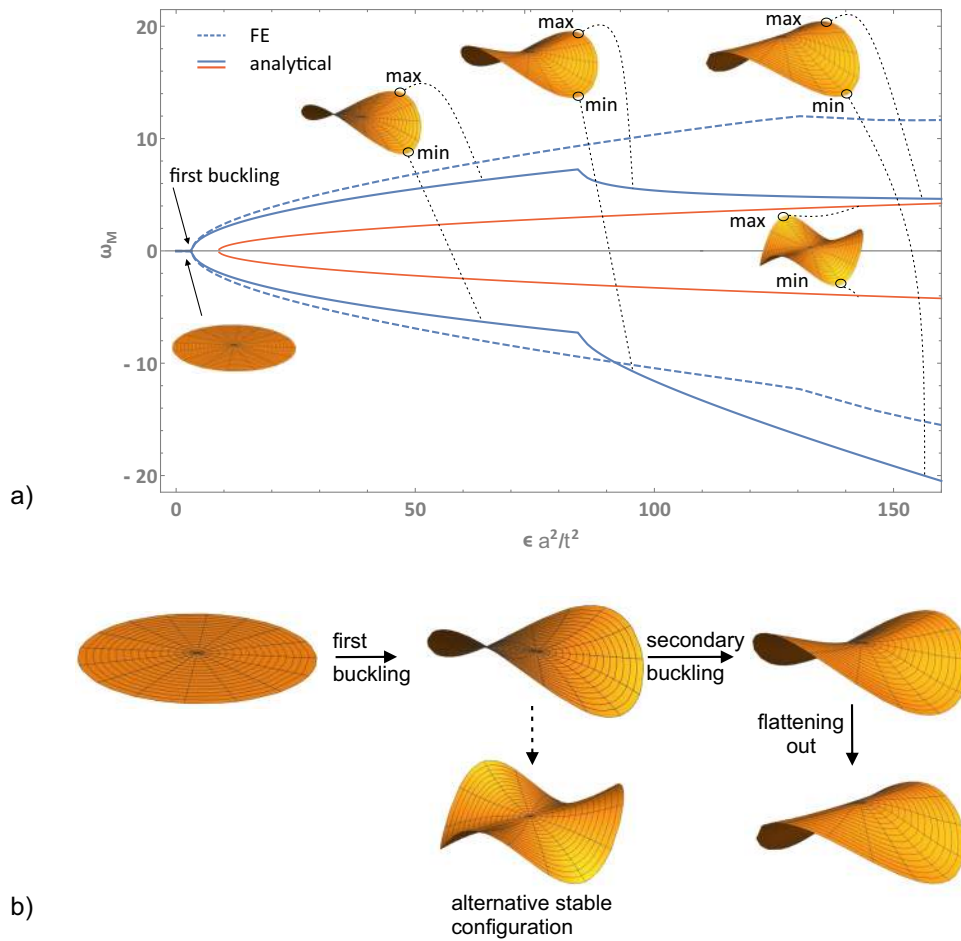 a)
20
10
0
- 10
- 20
ω_M
FE
analytical
first buckling
max
min
max
min
max
min
max
min
0
50
100
150
ϵ a²/t²
b)
first
buckling
secondary
buckling
flattening
out
alternative stable
configuration